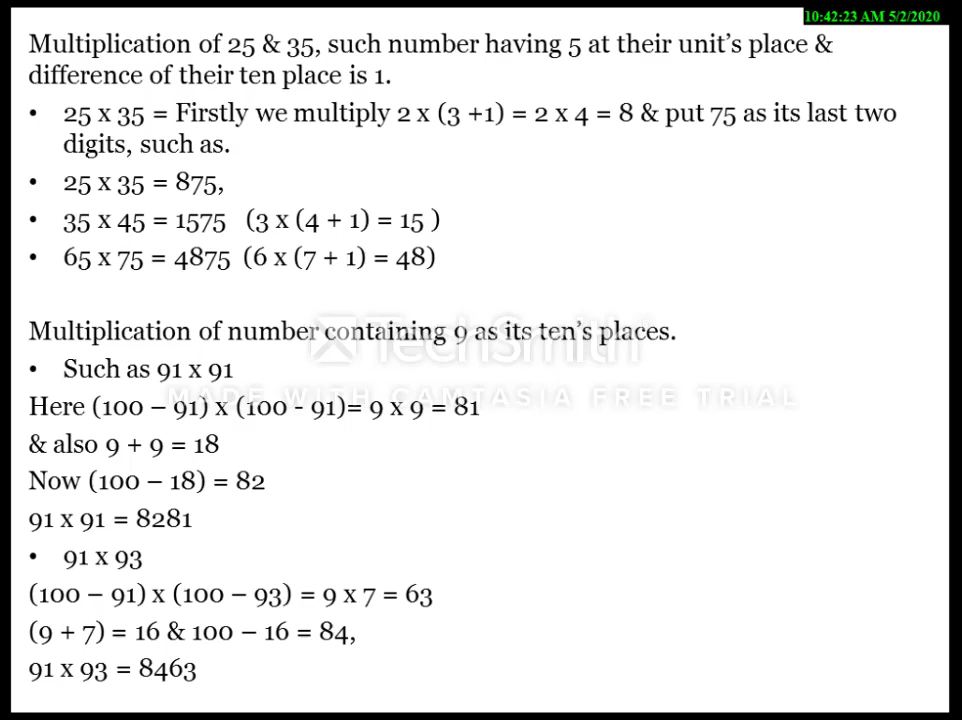 10:42:23 AM 5/2/2020
Multiplication of 25 & 35, such number having 5 at their unit's place &
difference of their ten place is 1.
• 25 x 35 = Firstly we multiply 2 x (3 +1) = 2 x 4 = 8 & put 75 as its last two
digits, such as.
• 25 x 35 = 875,
• 35 x 45 = 1575 (3 x (4 + 1) = 15 )
• 65 x 75 = 4875 (6 x (7 + 1) = 48)
Multiplication of number containing 9 as its ten's places.
TechSmith
• Such as 91 x 91
MADE WITH CAMTASIA FREE TRIAL
Here (100 – 91) x (100 - 91)= 9 x 9 = 81
& also 9 + 9 = 18
Now (100 – 18) = 82
91 x 91 = 8281
• 91 x 93
(100 – 91) x (100 – 93) = 9 x 7 = 63
(9 + 7) = 16 & 100 – 16 = 84,
91 x 93 = 8463